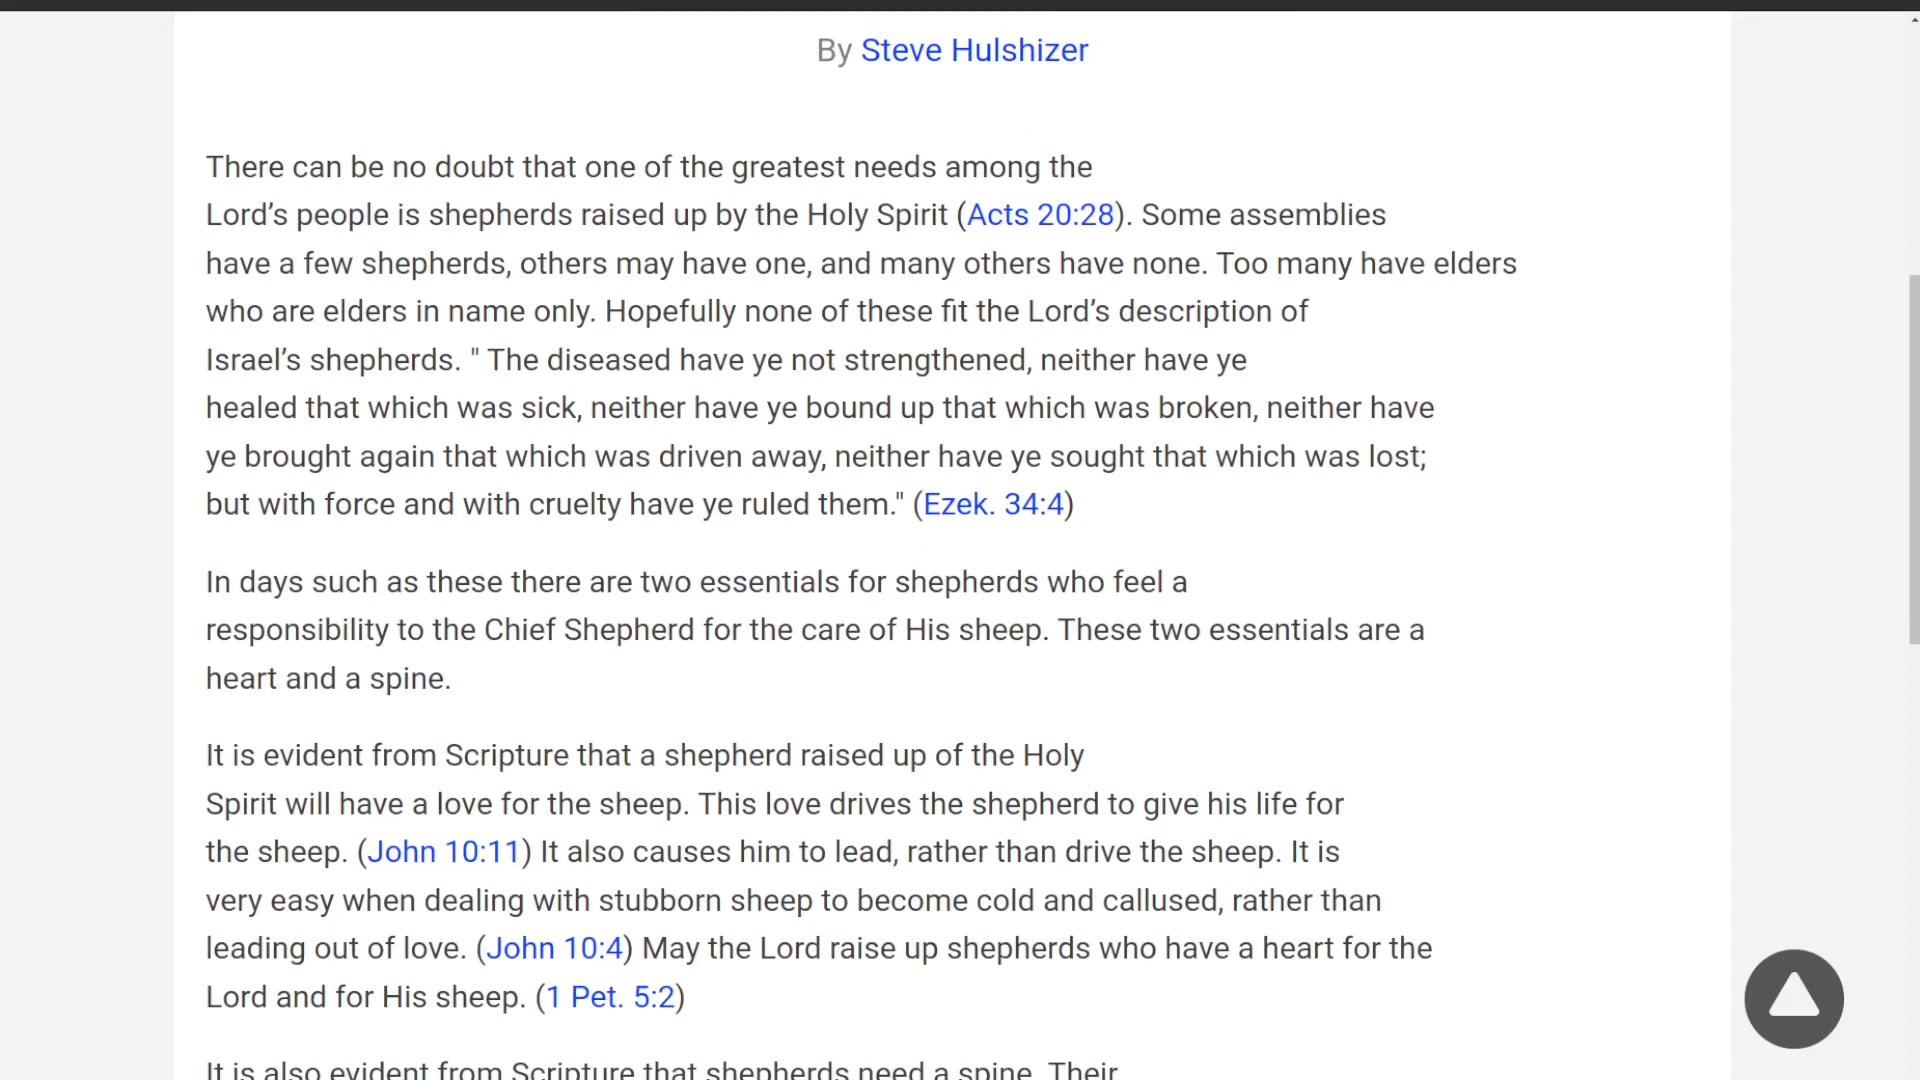 By Steve Hulshizer
There can be no doubt that one of the greatest needs among the
Lord’s people is shepherds raised up by the Holy Spirit (Acts 20:28). Some assemblies
have a few shepherds, others may have one, and many others have none. Too many have elders
who are elders in name only. Hopefully none of these fit the Lord’s description of
Israel’s shepherds. " The diseased have ye not strengthened, neither have ye
healed that which was sick, neither have ye bound up that which was broken, neither have
ye brought again that which was driven away, neither have ye sought that which was lost;
but with force and with cruelty have ye ruled them." (Ezek. 34:4)
In days such as these there are two essentials for shepherds who feel a
responsibility to the Chief Shepherd for the care of His sheep. These two essentials are a
heart and a spine.
It is evident from Scripture that a shepherd raised up of the Holy
Spirit will have a love for the sheep. This love drives the shepherd to give his life for
the sheep. (John 10:11) It also causes him to lead, rather than drive the sheep. It is
very easy when dealing with stubborn sheep to become cold and callused, rather than
leading out of love. (John 10:4) May the Lord raise up shepherds who have a heart for the
Lord and for His sheep. (1 Pet. 5:2)
It is also evident from Scripture that shepherds need a spine. Their